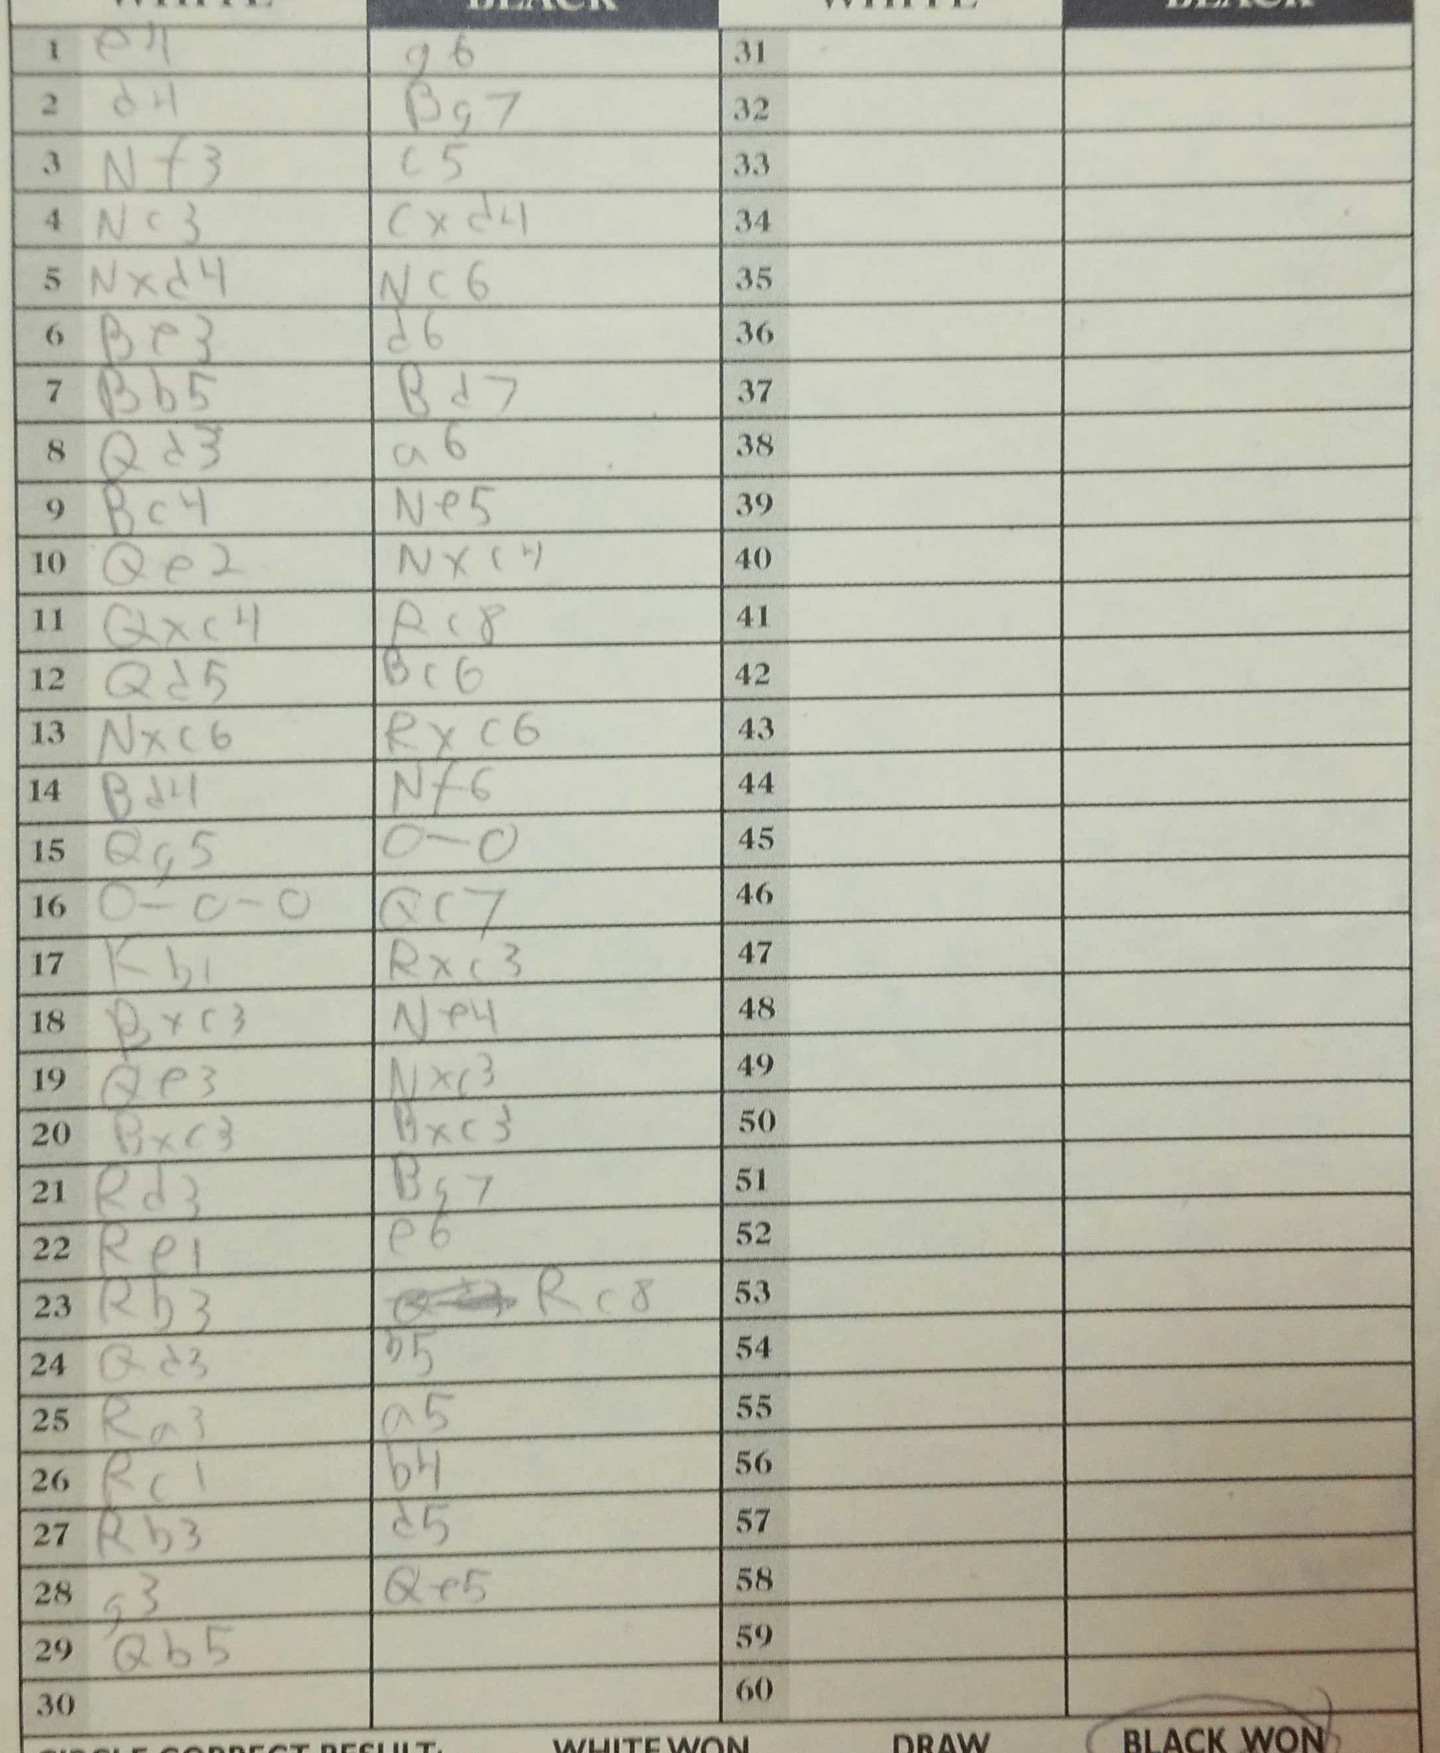 WHITE BLACK WHITE BLACK
1 e4 g6 31
2 d4 Bg7 32
3 Nf3 c5 33
4 Nc3 cxd4 34
5 Nxd4 Nc6 35
6 Be3 d6 36
7 Bb5 Bd7 37
8 Qd3 a6 38
9 Bc4 Ne5 39
10 Qe2 Nxc4 40
11 Qxc4 Rc8 41
12 Qd5 Bc6 42
13 Nxc6 Rxc6 43
14 Bd4 Nf6 44
15 Qg5 0-0 45
16 0-0-0 Qc7 46
17 Kb1 Rxc3 47
18 Bxc3 Ne4 48
19 Qe3 Nxc3 49
20 Bxc3 Bxc3 50
21 Rd3 Bg7 51
22 Re1 e6 52
23 Rb3 Rc8 53
24 Qd3 b5 54
25 Ra3 a5 55
26 Rc1 b4 56
27 Rb3 d5 57
28 g3 Qe5 58
29 Qb5 59
30 60
CIRCLE CORRECT RESULT: WHITE WON DRAW BLACK WON